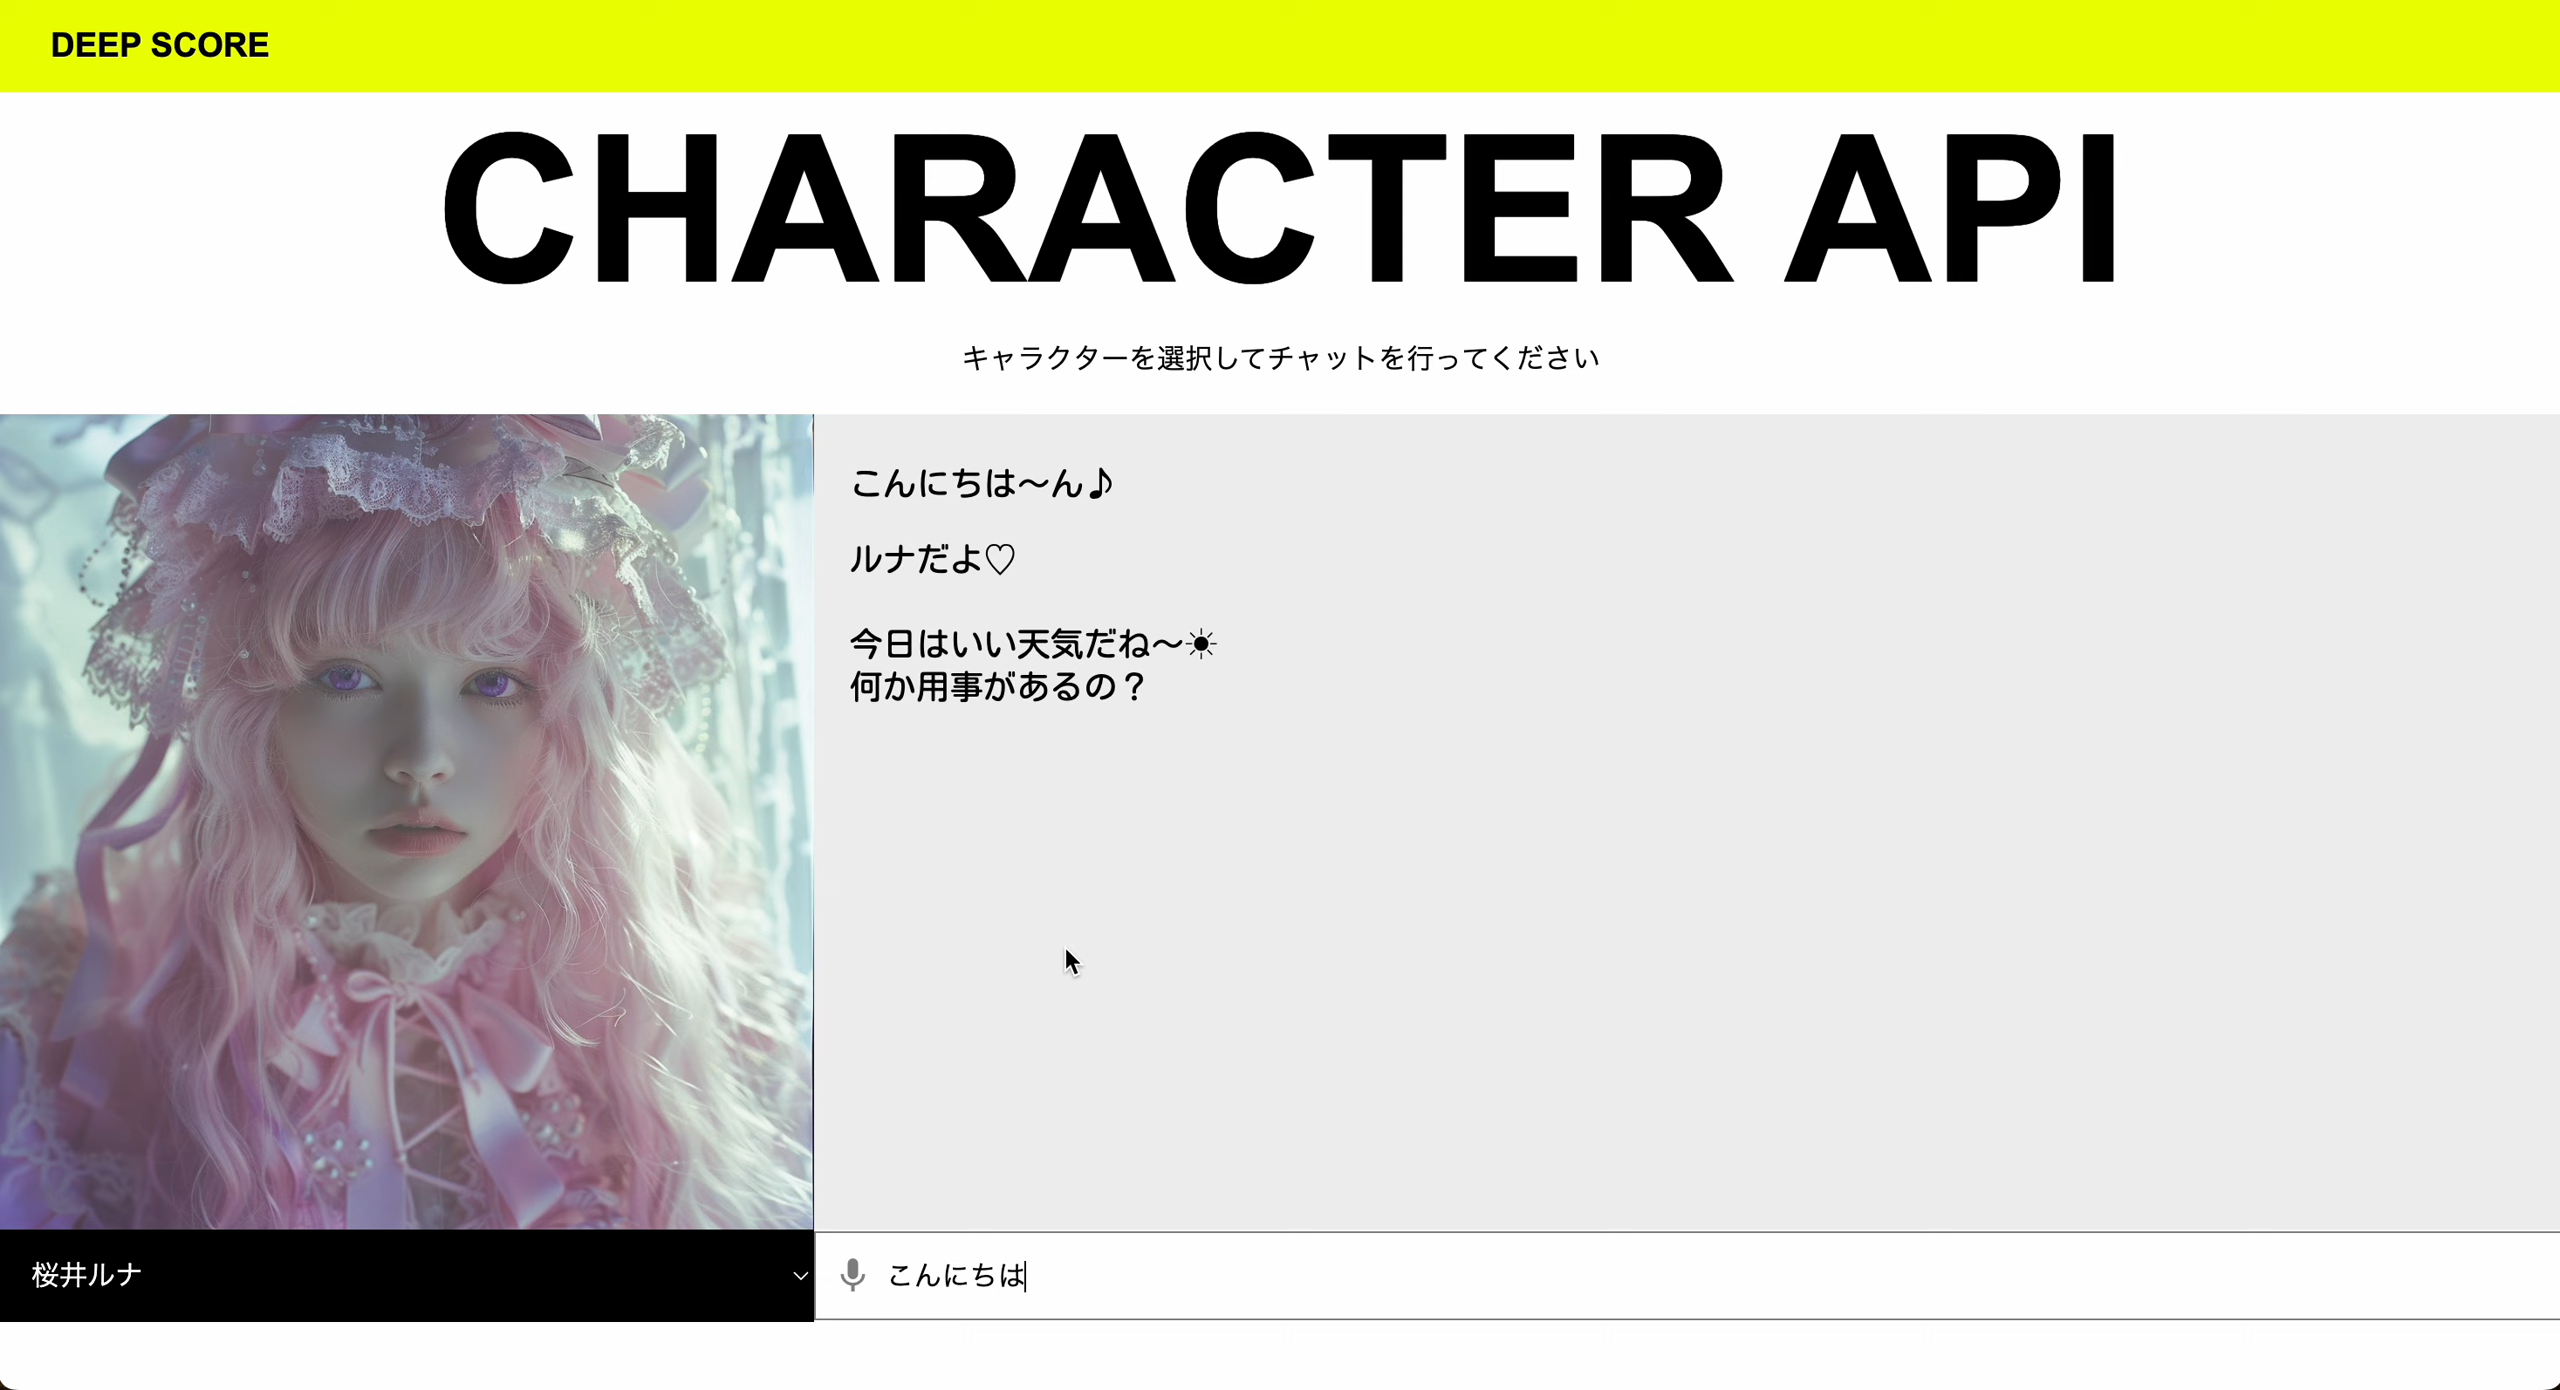 DEEP SCORE
CHARACTER API
キャラクターを選択してチャットを行ってください
こんにちは〜ん♪
ルナだよ♡
今日はいい天気だね〜☀
何か用事があるの？
桜井ルナ
こんにちは